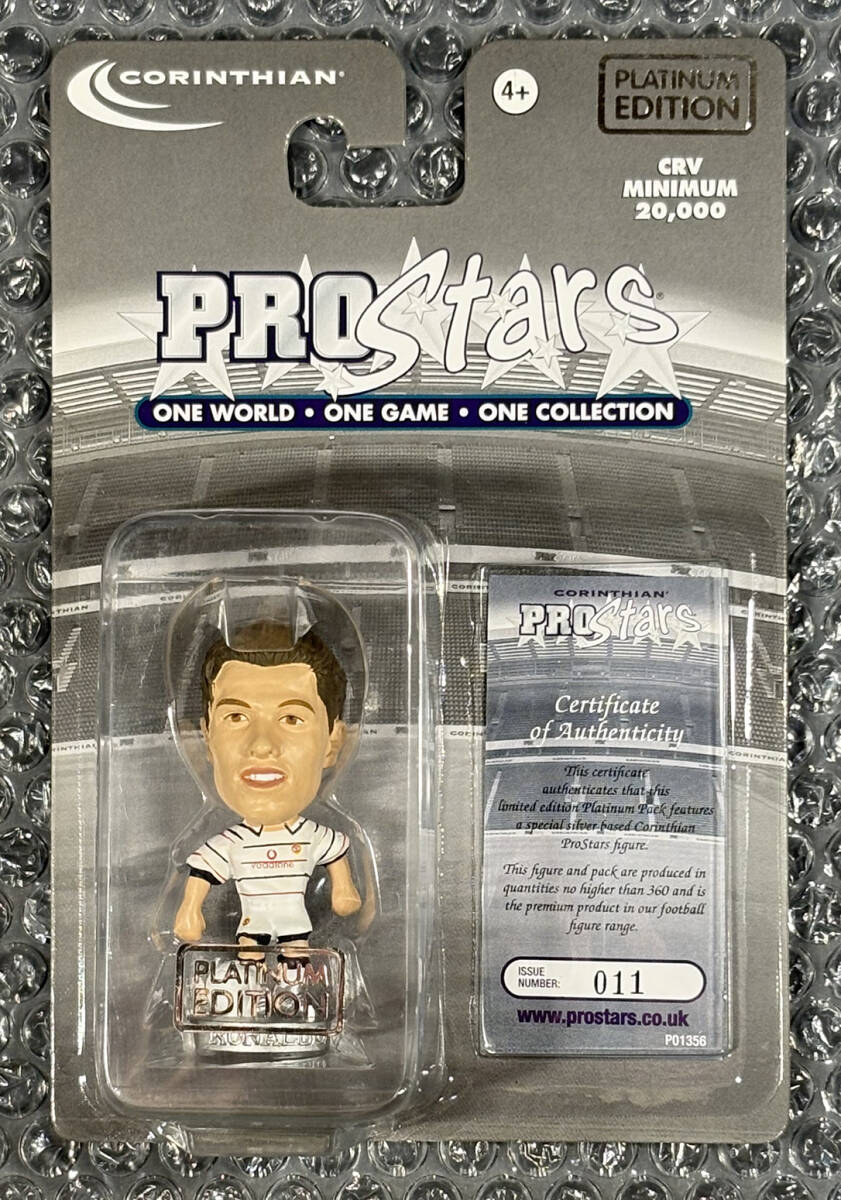 CORINTHIAN
4+
PLATINUM
EDITION
CRV
MINIMUM
20,000
PROStars
ONE WORLD • ONE GAME • ONE COLLECTION
CORINTHIAN
PROStars
Certificate
of Authenticity
This certificate
authenticates that this
limited edition Platinum Pack features
a special silver-based Corinthian
ProStars figure.
This figure and pack are produced in
quantities no higher than 360 and is
the premium product in our football
figure range.
ISSUE
NUMBER: 011
www.prostars.co.uk
P01356
vodafone
PLATINUM
EDITION
RONALDO